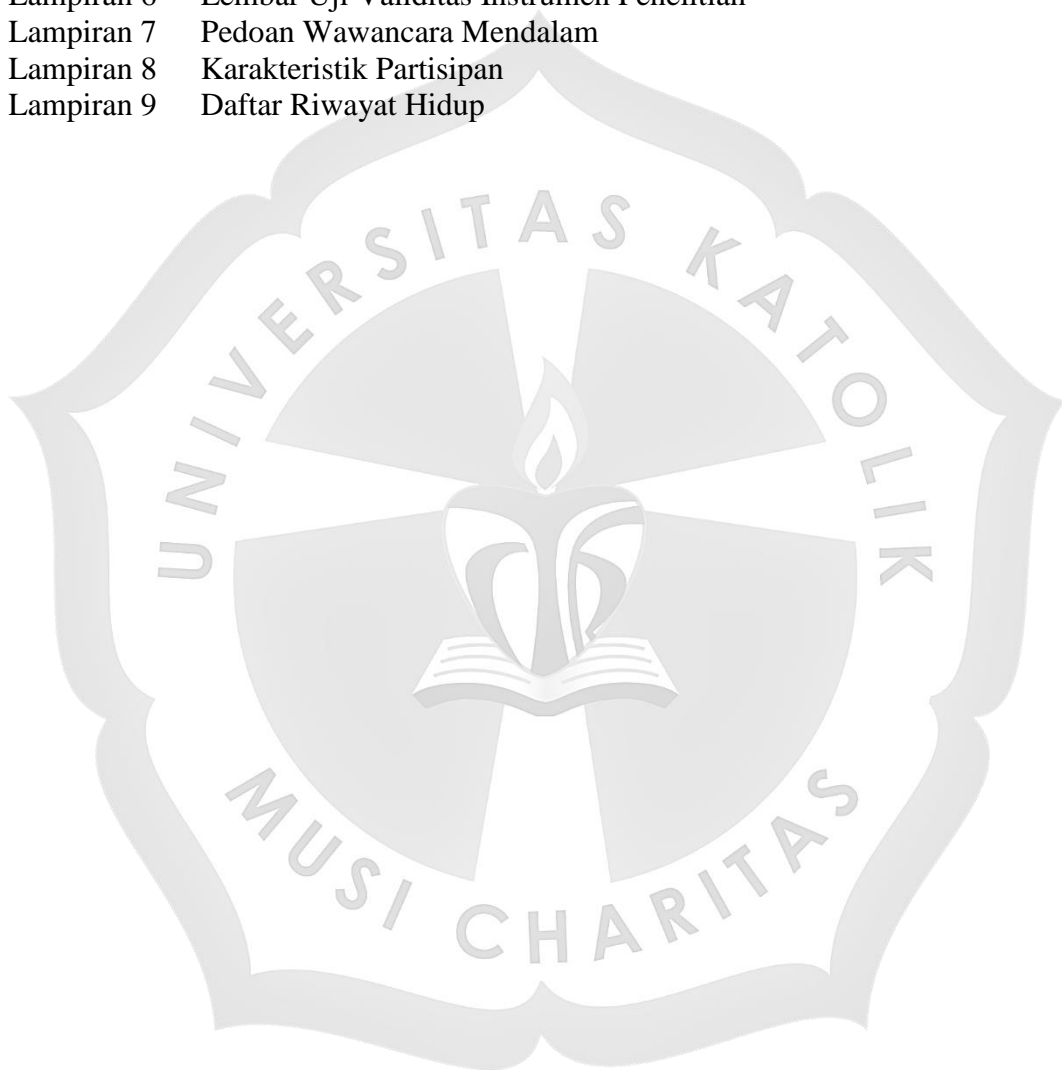 Lampiran 7 Pedoan Wawancara Mendalam
Lampiran 8 Karakteristik Partisipan
Lampiran 9 Daftar Riwayat Hidup
UNIVERSITAS KATOLIK
MUSI CHARITAS